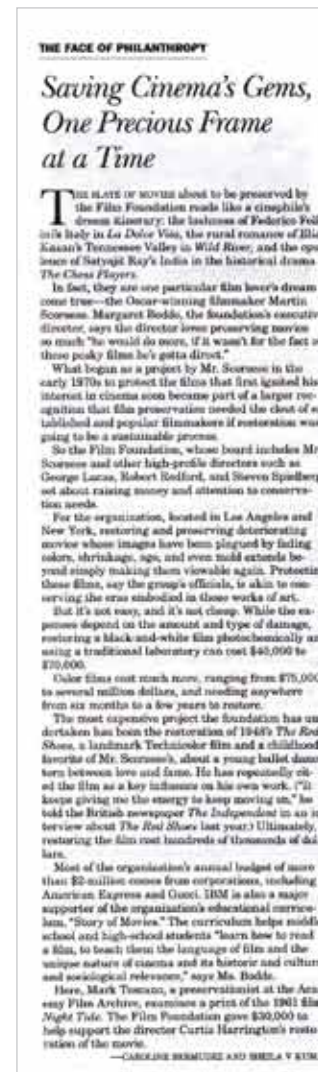 THE FACE OF PHILANTHROPY
Saving Cinema's Gems,
One Precious Frame
at a Time
THE SLATE OF MOVIES about to be preserved by
the Film Foundation reads like a cinephile's
dream itinerary: the lushness of Federico Fell
ini's Italy in La Dolce Vita, the rural romance of Elia
Kazan's Tennessee Valley in Wild River, and the opu
lence of Satyajit Ray's India in the historical drama
The Chess Players.
In fact, they are one particular film lover's dream
come true—the Oscar-winning filmmaker Martin
Scorsese. Margaret Bodde, the foundation's executiv
director, says the director loves preserving movies
so much "he would do more, if it wasn't for the fact o
those pesky films he's gotta direct."
What began as a project by Mr. Scorsese in the
early 1970s to protect the films that first ignited his
interest in cinema soon became part of a larger rec-
ognition that film preservation needed the clout of es
tablished and popular filmmakers if restoration was
going to be a sustainable process.
So the Film Foundation, whose board includes Mr
Scorsese and other high-profile directors such as
George Lucas, Robert Redford, and Steven Spielberg
set about raising money and attention to conserva-
tion needs.
For the organization, located in Los Angeles and
New York, restoring and preserving deteriorating
movies whose images have been plagued by fading
colors, shrinkage, age, and even mold extends be-
yond simply making them viewable again. Protectin
these films, say the group's officials, is akin to con-
serving the eras embodied in those works of art.
But it's not easy, and it's not cheap. While the ex-
penses depend on the amount and type of damage,
restoring a black-and-white film photochemically an
using a traditional laboratory can cost $40,000 to
$70,000.
Color films cost much more, ranging from $75,000
to several million dollars, and needing anywhere
from six months to a few years to restore.
The most expensive project the foundation has un
dertaken has been the restoration of 1948's The Red
Shoes, a landmark Technicolor film and a childhood
favorite of Mr. Scorsese's, about a young ballet danc
torn between love and fame. He has repeatedly cit-
ed the film as a key influence on his own work. ("It
keeps giving me the energy to keep moving on," he
told the British newspaper The Independent in an in
terview about The Red Shoes last year.) Ultimately,
restoring the film cost hundreds of thousands of dol
lars.
Most of the organization's annual budget of more
than $2-million comes from corporations, including
American Express and Gucci. IBM is also a major
supporter of the organization's educational curricu-
lum, "Story of Movies." The curriculum helps middl
school and high-school students "learn how to read
a film, to teach them the language of film and the
unique nature of cinema and its historic and cultur
and sociological relevance," says Ms. Bodde.
Here, Mark Toscano, a preservationist at the Aca
emy Film Archive, examines a print of the 1961 film
Night Tide. The Film Foundation gave $30,000 to
help support the director Curtis Harrington's resto
ration of the movie.
—CAROLINE BERMUDEZ AND SHEILA V KUM